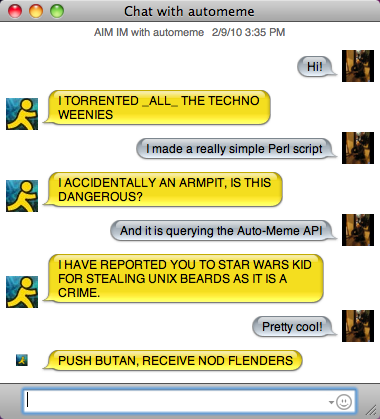 Chat with automeme
AIM IM with automeme 2/9/10 3:35 PM
Hi!
I TORRENTED _ALL_ THE TECHNO
WEENIES
I made a really simple Perl script
I ACCIDENTALLY AN ARMPIT, IS THIS
DANGEROUS?
And it is querying the Auto-Meme API
I HAVE REPORTED YOU TO STAR WARS KID
FOR STEALING UNIX BEARDS AS IT IS A
CRIME.
Pretty cool!
PUSH BUTAN, RECEIVE NOD FLENDERS